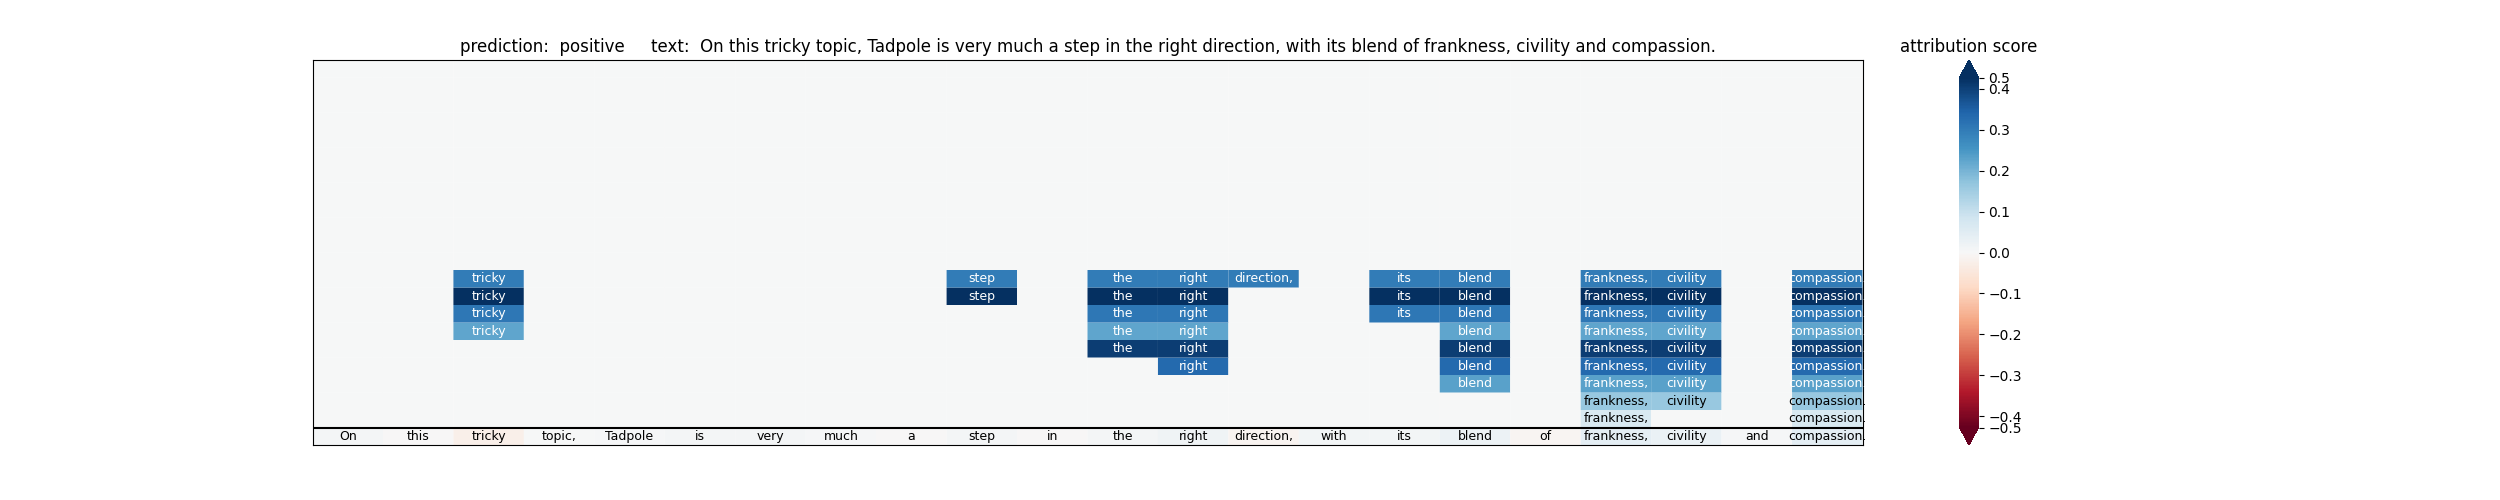 prediction:  positive     text:  On this tricky topic, Tadpole is very much a step in the right direction, with its blend of frankness, civility and compassion.
attribution score
0.5
0.4
0.3
0.2
0.1
0.0
−0.1
−0.2
−0.3
−0.4
−0.5
tricky step the right direction, its blend frankness, civility compassion.
tricky step the right its blend frankness, civility compassion.
tricky the right its blend frankness, civility compassion.
tricky the right blend frankness, civility compassion.
the right blend frankness, civility compassion.
right blend frankness, civility compassion.
blend frankness, civility compassion.
frankness, civility compassion.
frankness, compassion.
On this tricky topic, Tadpole is very much a step in the right direction, with its blend of frankness, civility and compassion.